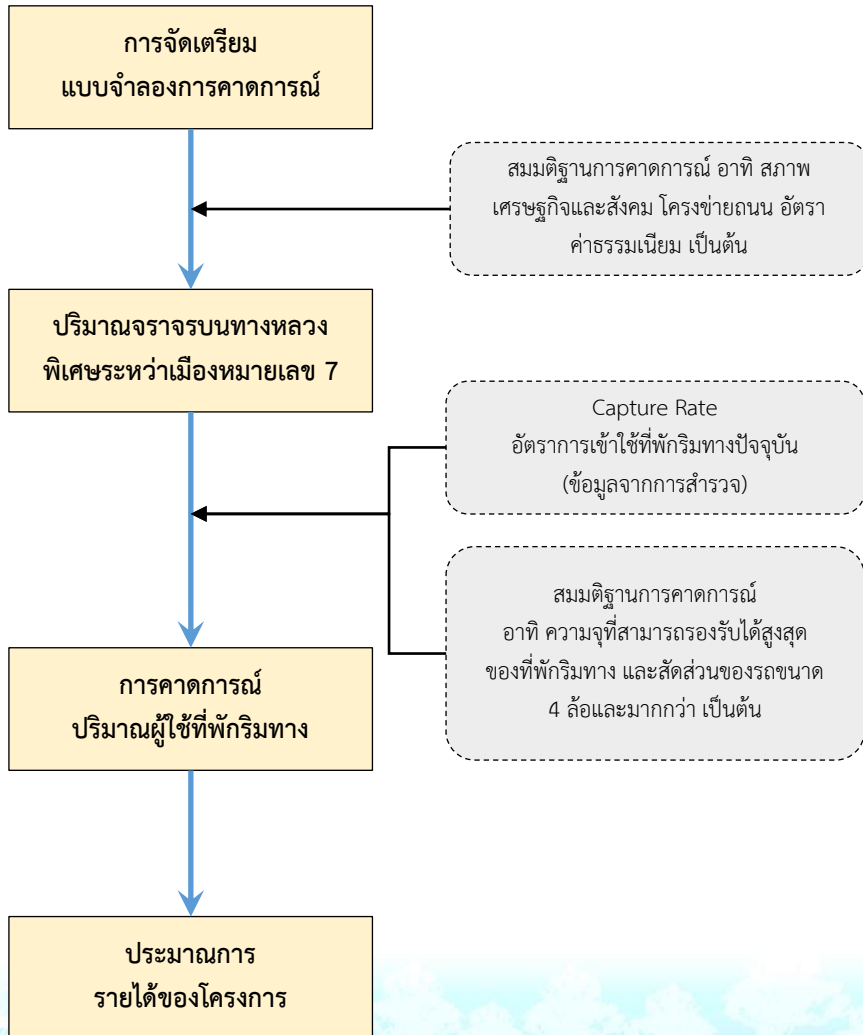 การจัดเตรียม
แบบจำลองการคาดการณ์
สมมติฐานการคาดการณ์ อาทิ สภาพ
เศรษฐกิจและสังคม โครงข่ายถนน อัตรา
ค่าธรรมเนียม เป็นต้น
ปริมาณจราจรบนทางหลวง
พิเศษระหว่าเมืองหมายเลข 7
Capture Rate
อัตราการเข้าใช้ที่พักริมทางปัจจุบัน
(ข้อมูลจากการสำรวจ)
สมมติฐานการคาดการณ์
อาทิ ความจุที่สามารถรองรับได้สูงสุด
ของที่พักริมทาง และสัดส่วนของรถขนาด
4 ล้อและมากกว่า เป็นต้น
การคาดการณ์
ปริมาณผู้ใช้ที่พักริมทาง
ประมาณการ
รายได้ของโครงการ